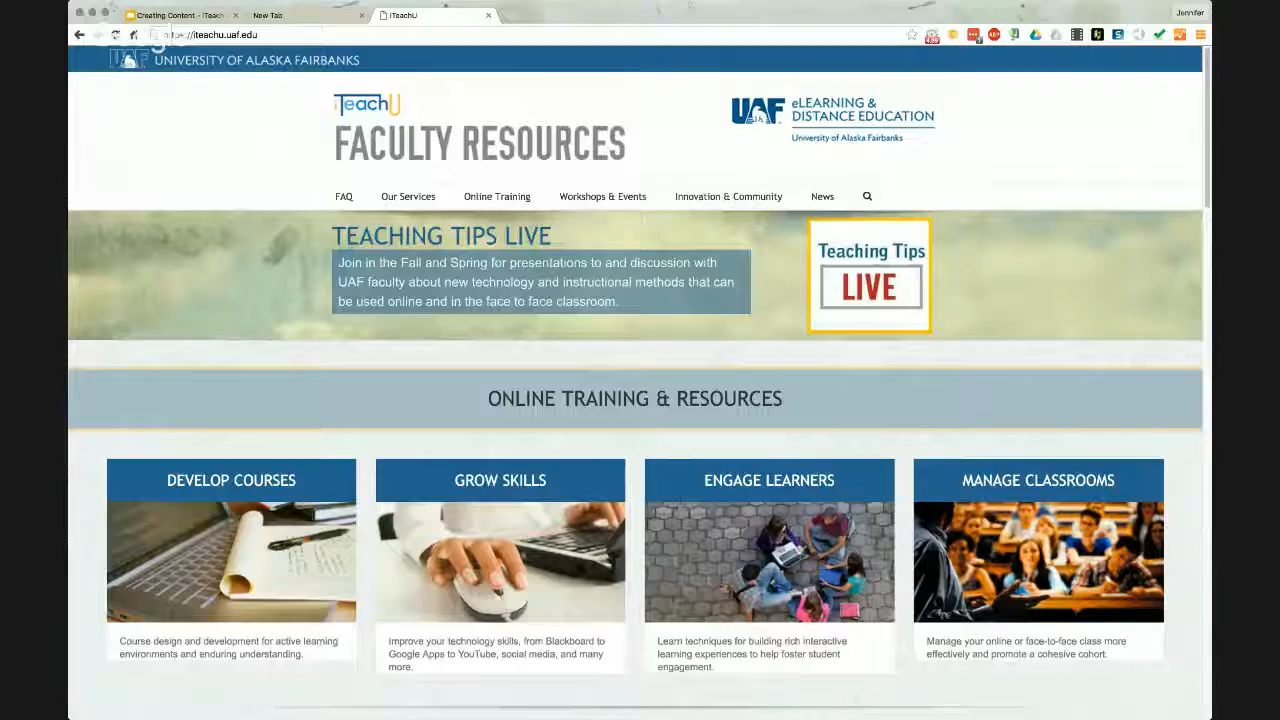 Creating Content - iTeach
New Tab
iTeachU
Jennifer
https://iteachu.uaf.edu
UAF UNIVERSITY OF ALASKA FAIRBANKS
iTeachU
FACULTY RESOURCES
UAF eLEARNING &
DISTANCE EDUCATION
University of Alaska Fairbanks
FAQ Our Services Online Training Workshops & Events Innovation & Community News
TEACHING TIPS LIVE
Join in the Fall and Spring for presentations to and discussion with
UAF faculty about new technology and instructional methods that can
be used online and in the face to face classroom.
Teaching Tips
LIVE
ONLINE TRAINING & RESOURCES
DEVELOP COURSES
Course design and development for active learning
environments and enduring understanding.
GROW SKILLS
Improve your technology skills, from Blackboard to
Google Apps to YouTube, social media, and many
more.
ENGAGE LEARNERS
Learn techniques for building rich interactive
learning experiences to help foster student
engagement.
MANAGE CLASSROOMS
Manage your online or face-to-face class more
effectively and promote a cohesive cohort.